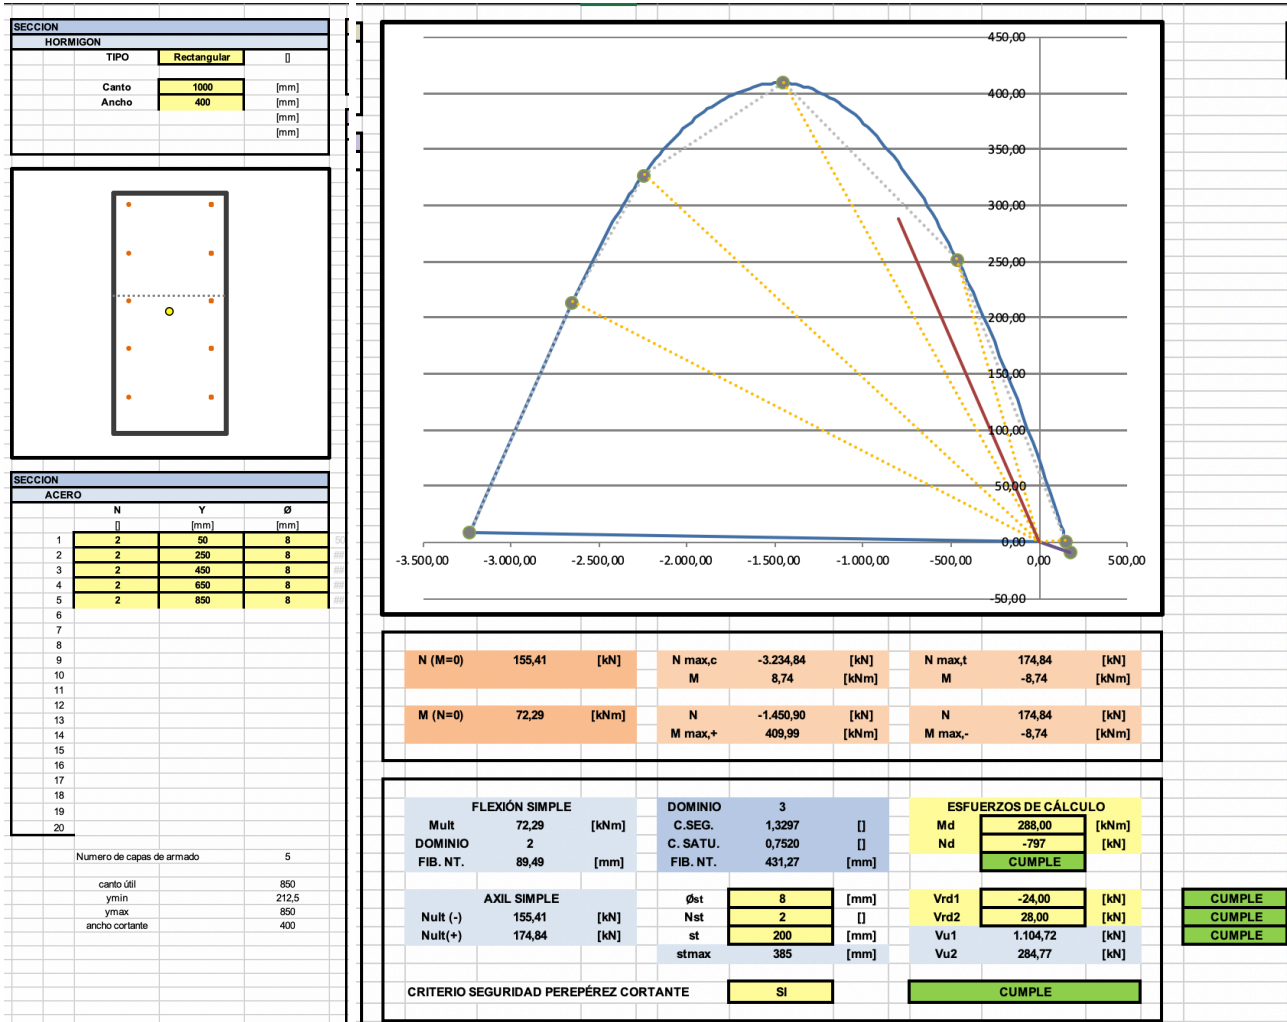 SECCION
HORMIGON
TIPO Rectangular []
Canto 1000 [mm]
Ancho 400 [mm]
[mm]
[mm]
SECCION
ACERO
N Y Ø
[] [mm] [mm]
1 2 50 8
2 2 250 8
3 2 450 8
4 2 650 8
5 2 850 8
6
7
8
9
10
11
12
13
14
15
16
17
18
19
20
Numero de capas de armado 5
canto útil 850
ymin 212,5
ymax 850
ancho cortante 400
450,00
400,00
350,00
300,00
250,00
200,00
150,00
100,00
50,00
0,00
-3.500,00 -3.000,00 -2.500,00 -2.000,00 -1.500,00 -1.000,00 -500,00 0,00 500,00
-50,00
N (M=0) 155,41 [kN] N max,c -3.234,84 [kN] N max,t 174,84 [kN]
M 8,74 [kNm] M -8,74 [kNm]
M (N=0) 72,29 [kNm] N -1.450,90 [kN] N 174,84 [kN]
M max,+ 409,99 [kNm] M max,- -8,74 [kNm]
FLEXIÓN SIMPLE DOMINIO 3 ESFUERZOS DE CÁLCULO
Mult 72,29 [kNm] C.SEG. 1,3297 [] Md 288,00 [kNm]
DOMINIO 2 C. SATU. 0,7520 [] Nd -797 [kN]
FIB. NT. 89,49 [mm] FIB. NT. 431,27 [mm] CUMPLE
AXIL SIMPLE Øst 8 [mm] Vrd1 -24,00 [kN] CUMPLE
Nult (-) 155,41 [kN] Nst 2 [] Vrd2 28,00 [kN] CUMPLE
Nult(+) 174,84 [kN] st 200 [mm] Vu1 1.104,72 [kN] CUMPLE
stmax 385 [mm] Vu2 284,77 [kN]
CRITERIO SEGURIDAD PEREPÉREZ CORTANTE SI CUMPLE